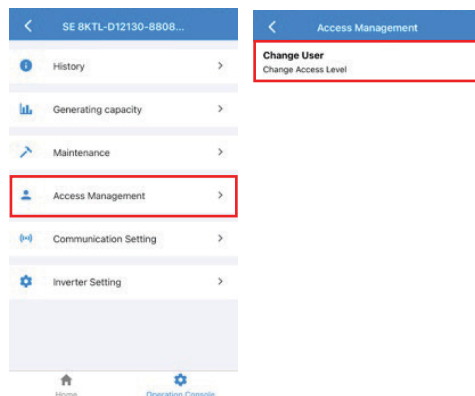 SE 8KTL-D12130-8808...
History
Generating capacity
Maintenance
Access Management
Communication Setting
Inverter Setting
Home
Operation Console
Access Management
Change User
Change Access Level